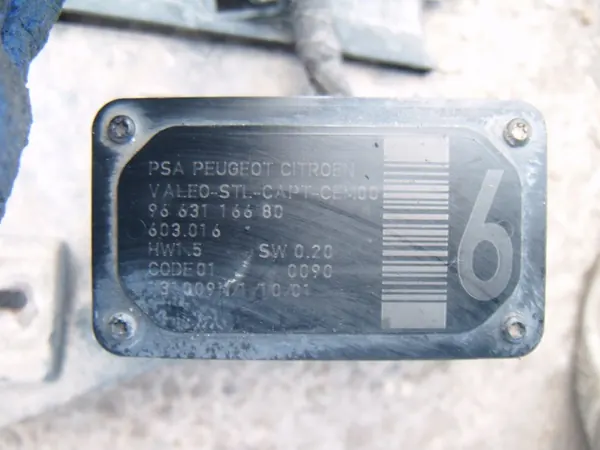 PSA PEUGEOT CITROEN
VALEO-STL-CAPT-CEM00
96 631 166 80
603.016
HW1.5 SW 0.20
CODE01 0090
6